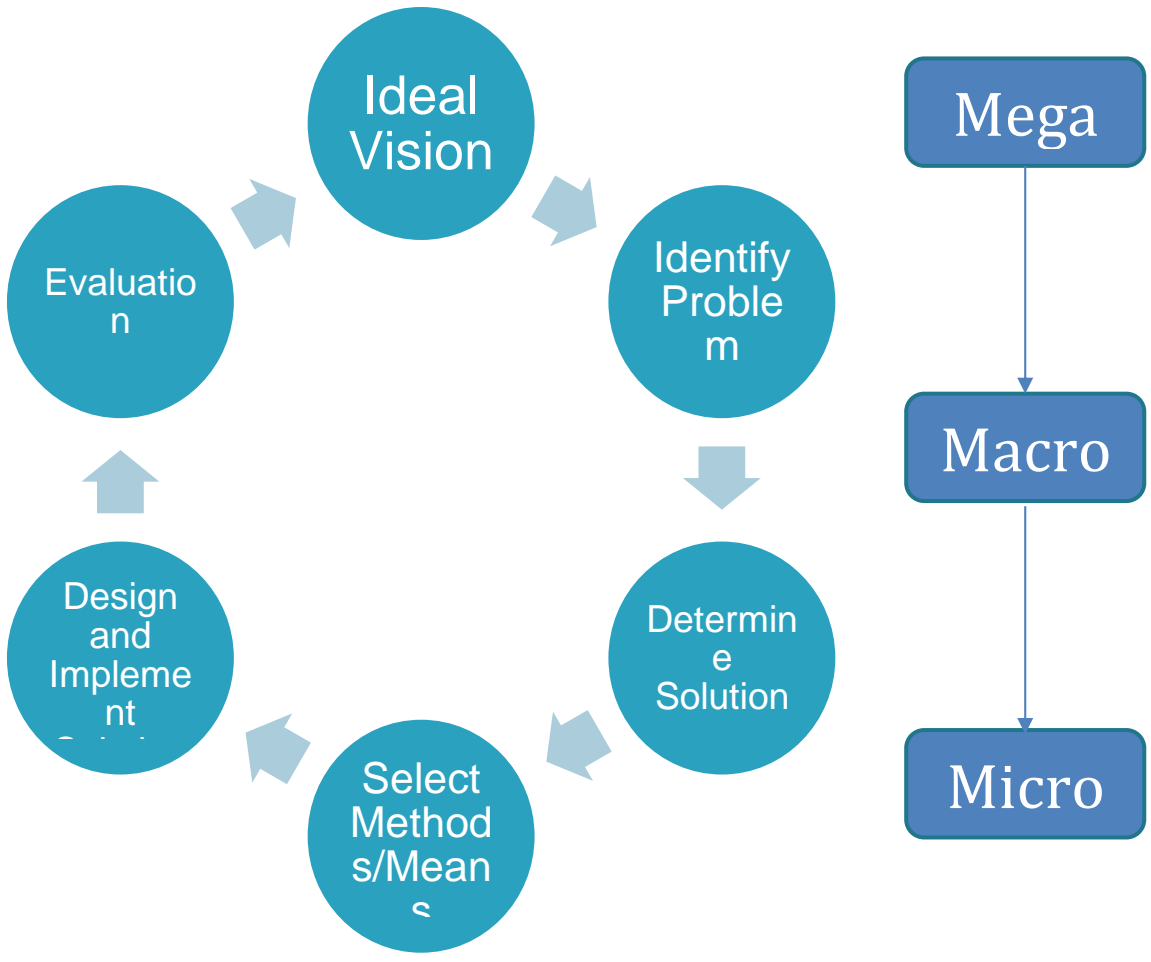 Ideal
Vision
Identify
Proble
m
Determin
e
Solution
Select
Method
s/Mean
s
Design
and
Impleme
nt
Evaluatio
n
Mega
Macro
Micro